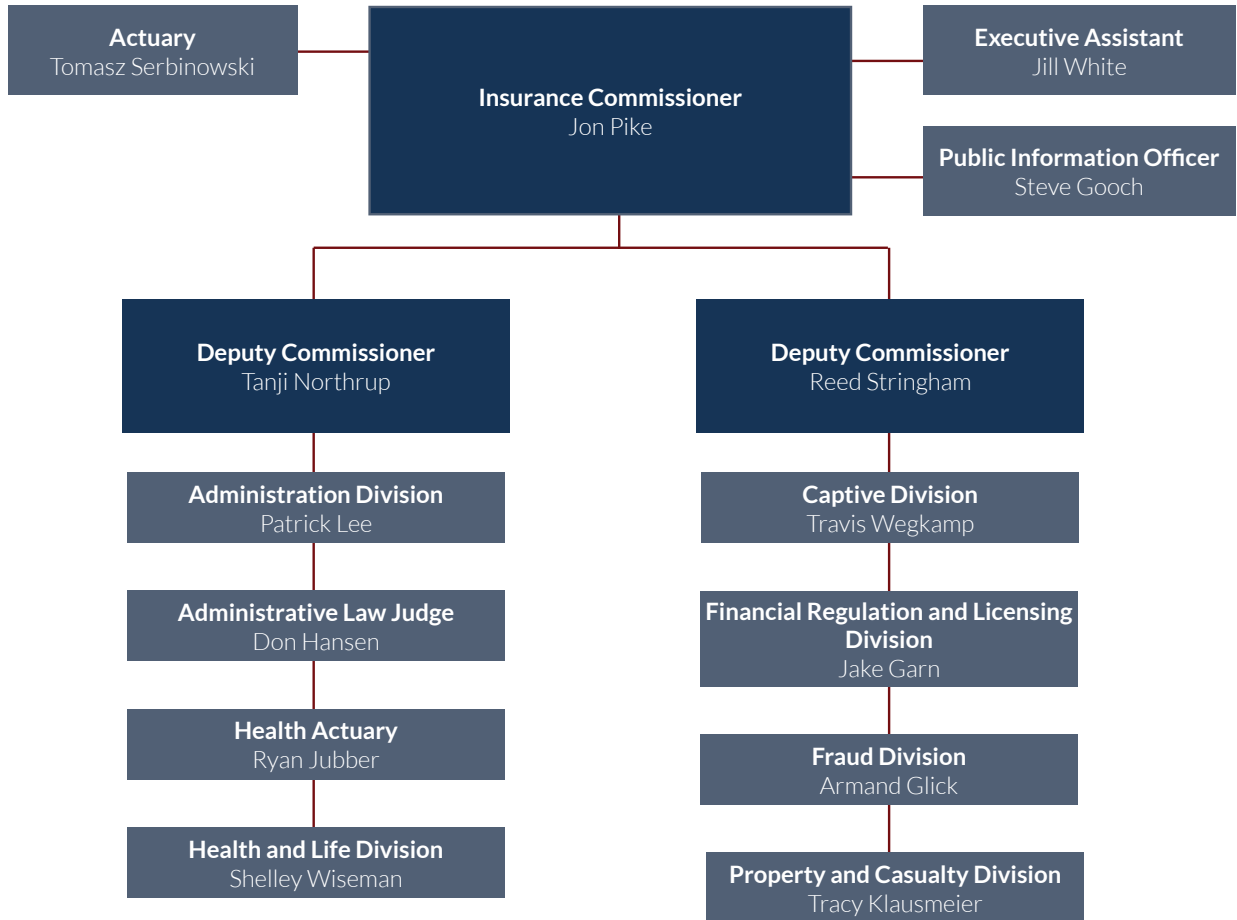 Actuary
Tomasz Serbinowski
Insurance Commissioner
Jon Pike
Executive Assistant
Jill White
Public Information Officer
Steve Gooch
Deputy Commissioner
Tanji Northrup
Administration Division
Patrick Lee
Administrative Law Judge
Don Hansen
Health Actuary
Ryan Jubber
Health and Life Division
Shelley Wiseman
Deputy Commissioner
Reed Stringham
Captive Division
Travis Wegkamp
Financial Regulation and Licensing
Division
Jake Garn
Fraud Division
Armand Glick
Property and Casualty Division
Tracy Klausmeier